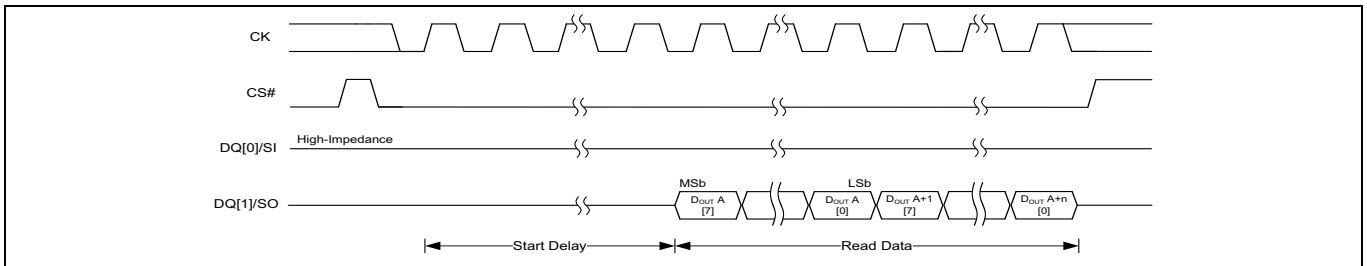 CK
CS#
DQ[0]/SI High-Impedance
DQ[1]/SO
MSb LSb
DOUT A DOUT A DOUT A+1 DOUT A+n
[7] [0] [7] [0]
Start Delay Read Data